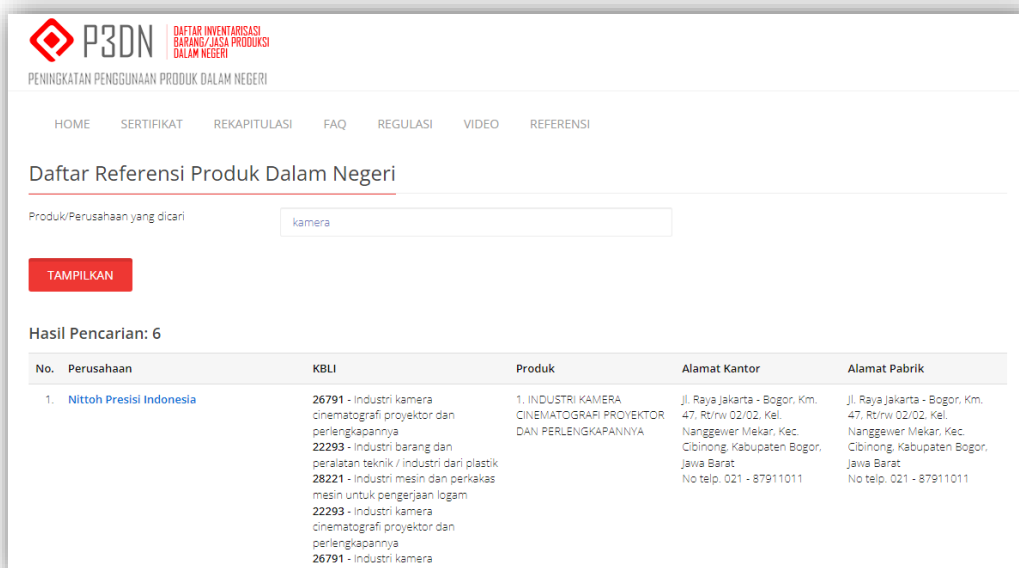 P3DN
DAFTAR INVENTARISASI
BARANG/JASA PRODUKSI
DALAM NEGERI
PENINGKATAN PENGGUNAAN PRODUK DALAM NEGERI
HOME SERTIFIKAT REKAPITULASI FAQ REGULASI VIDEO REFERENSI
Daftar Referensi Produk Dalam Negeri
Produk/Perusahaan yang dicari kamera
TAMPILKAN
Hasil Pencarian: 6
No. Perusahaan KBLI Produk Alamat Kantor Alamat Pabrik
1. Nittoh Presisi Indonesia
26791 - Industri kamera
cinematografi proyektor dan
perlengkapannya
22293 - Industri barang dan
peralatan teknik / industri dari plastik
28221 - Industri mesin dan perkakas
mesin untuk pengerjaan logam
22293 - Industri kamera
cinematografi proyektor dan
perlengkapannya
26791 - Industri kamera
1. INDUSTRI KAMERA
CINEMATOGRAFI PROYEKTOR
DAN PERLENGKAPANNYA
Jl. Raya Jakarta - Bogor, Km.
47, Rt/rw 02/02, Kel.
Nanggewer Mekar, Kec.
Cibinong, Kabupaten Bogor,
Jawa Barat
No telp. 021 - 87911011
Jl. Raya Jakarta - Bogor, Km.
47, Rt/rw 02/02, Kel.
Nanggewer Mekar, Kec.
Cibinong, Kabupaten Bogor,
Jawa Barat
No telp. 021 - 87911011